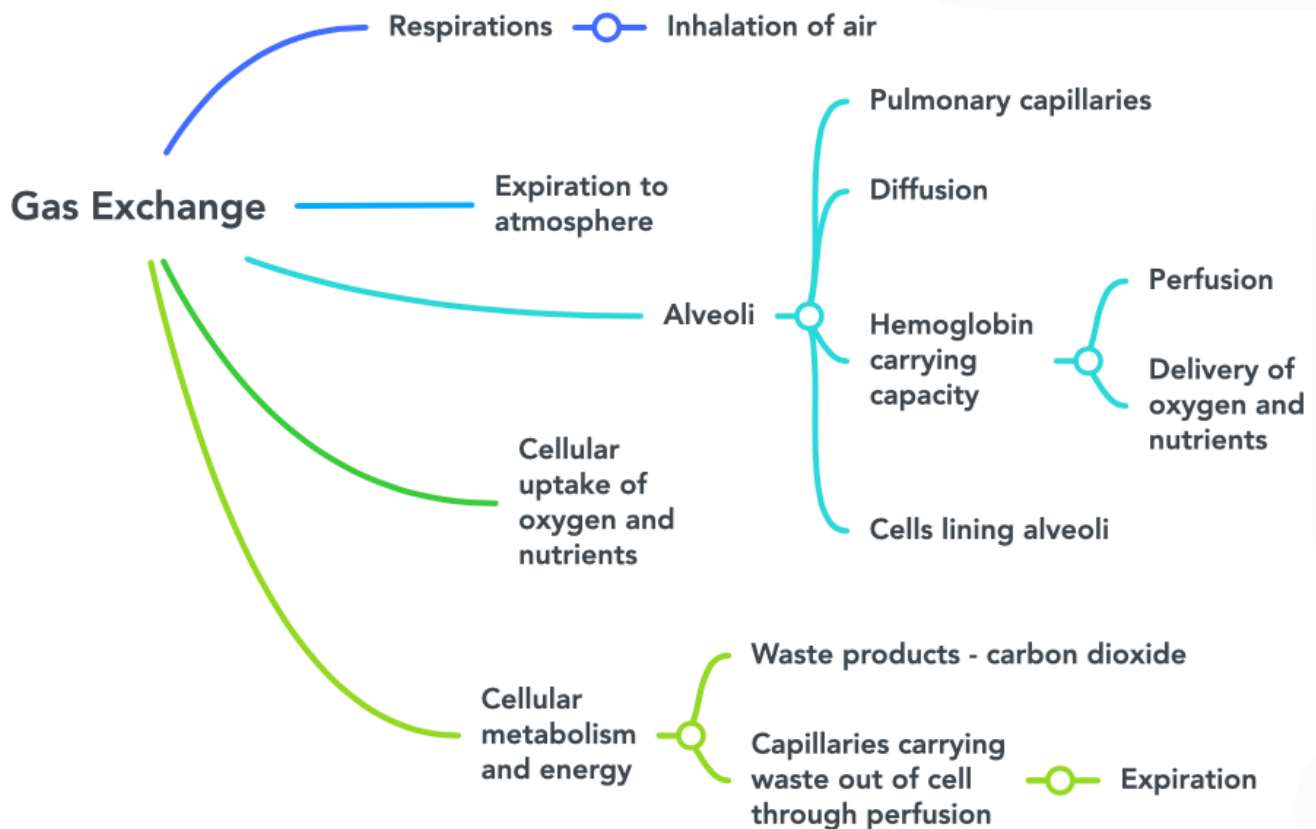 Respirations
Inhalation of air
Gas Exchange
Expiration to
atmosphere
Alveoli
Pulmonary capillaries
Diffusion
Hemoglobin
carrying
capacity
Perfusion
Delivery of
oxygen and
nutrients
Cells lining alveoli
Cellular
uptake of
oxygen and
nutrients
Cellular
metabolism
and energy
Waste products - carbon dioxide
Capillaries carrying
waste out of cell
through perfusion
Expiration